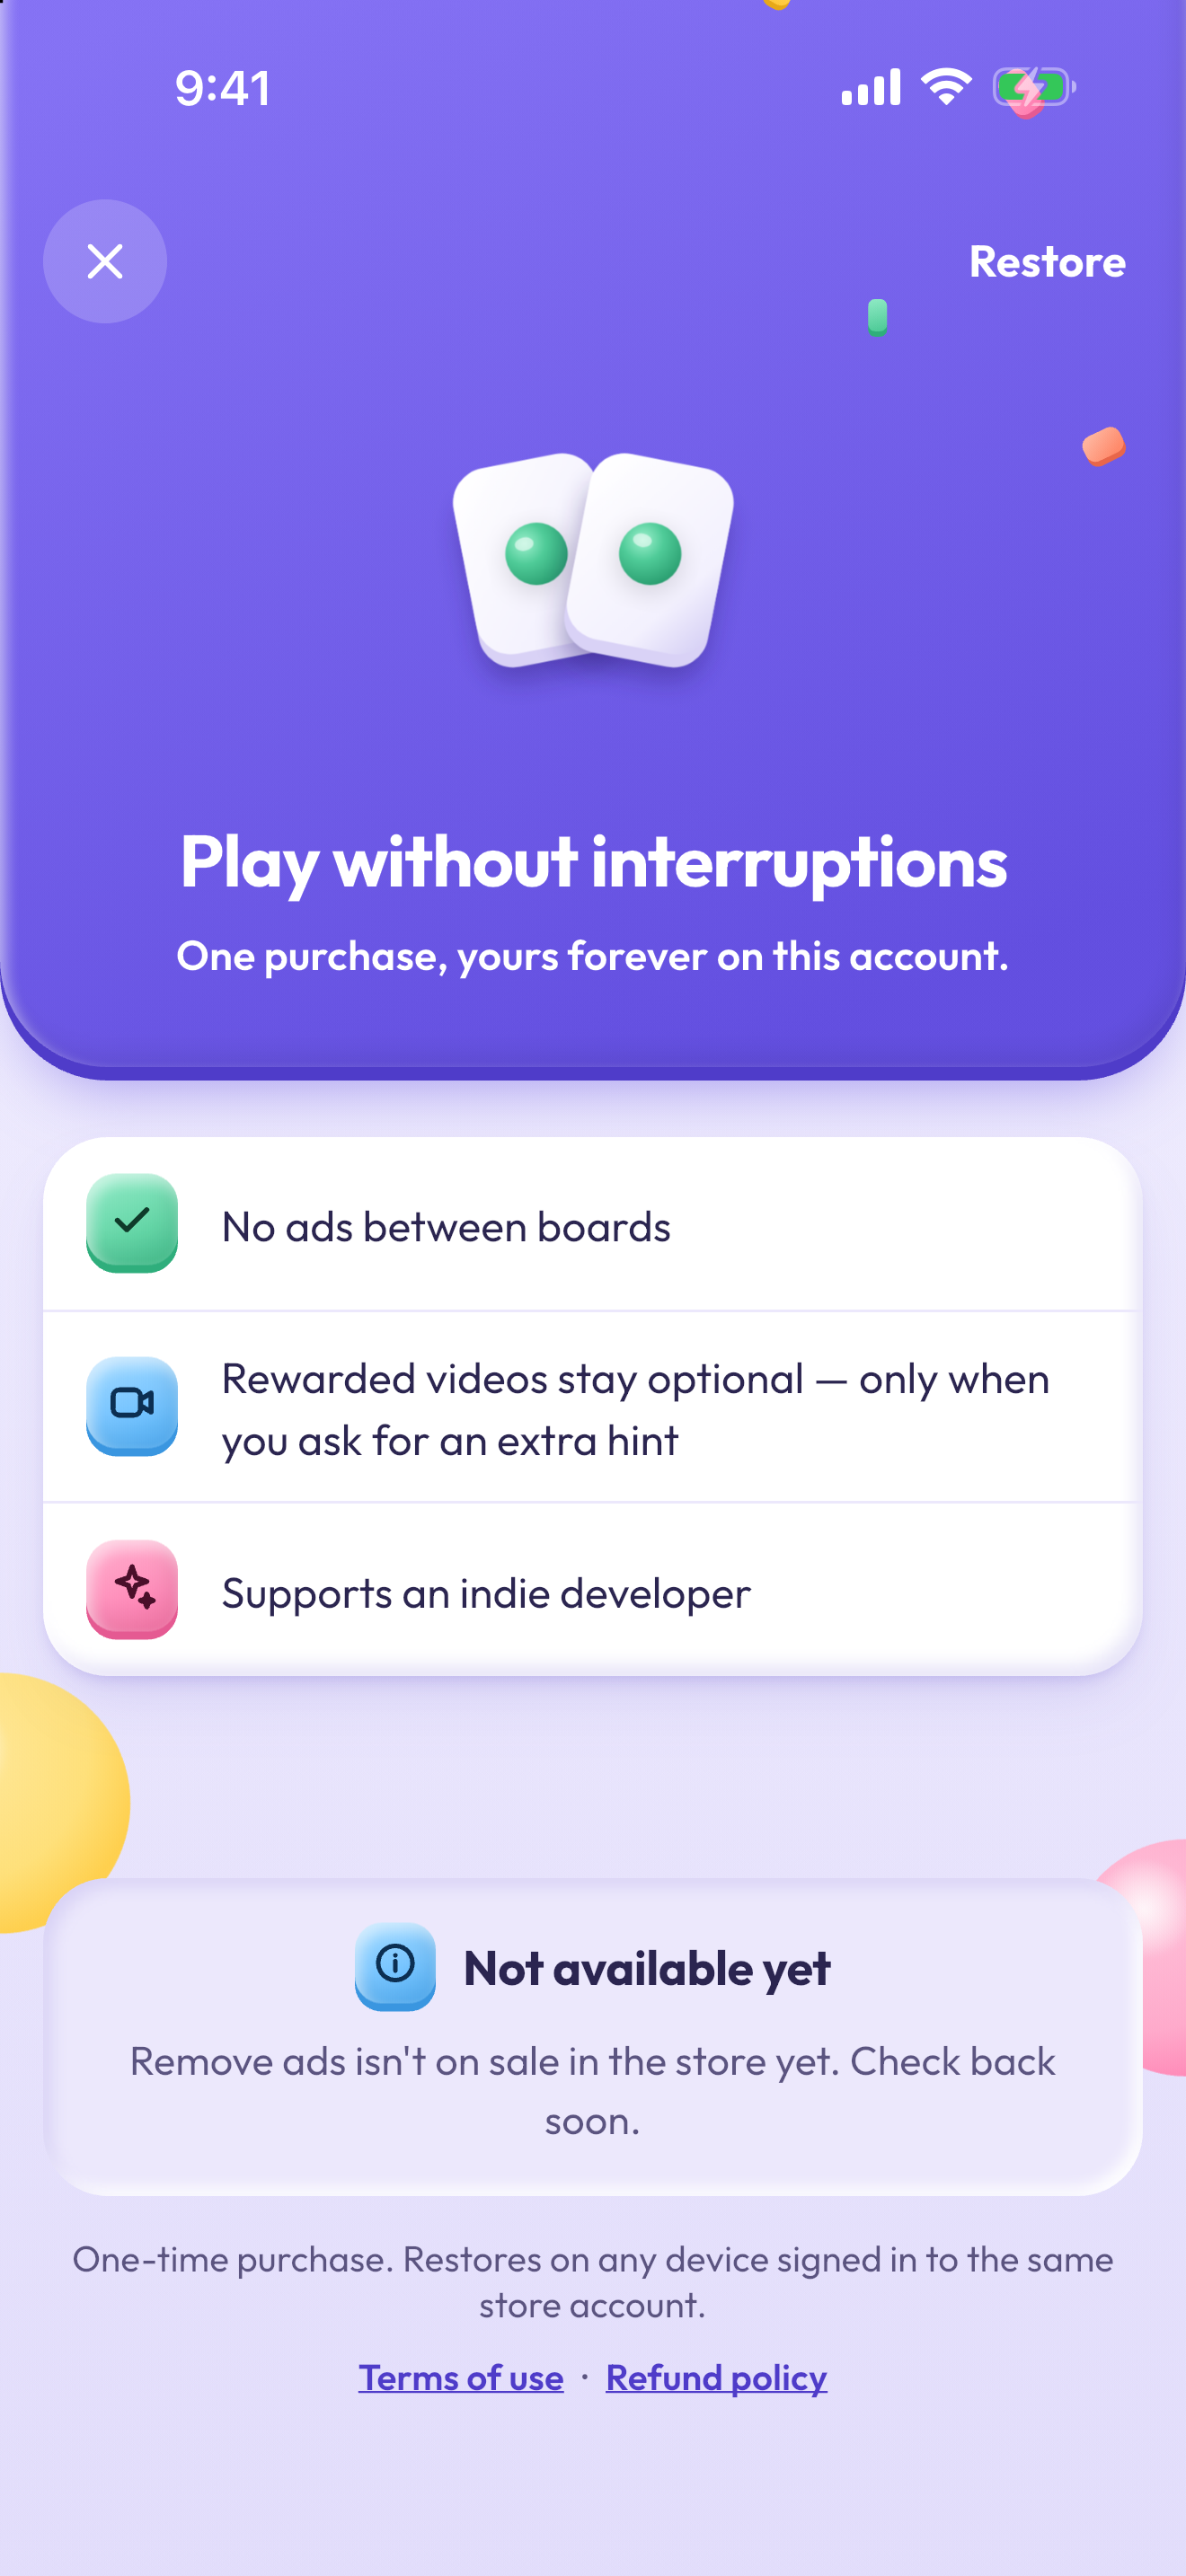 9:41
Restore
Play without interruptions
One purchase, yours forever on this account.
No ads between boards
Rewarded videos stay optional — only when
you ask for an extra hint
Supports an indie developer
Not available yet
Remove ads isn't on sale in the store yet. Check back
soon.
One-time purchase. Restores on any device signed in to the same
store account.
Terms of use · Refund policy